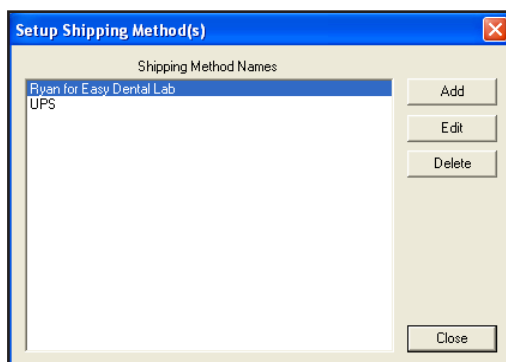 Setup Shipping Method(s)
Shipping Method Names
Ryan for Easy Dental Lab
UPS
Add
Edit
Delete
Close